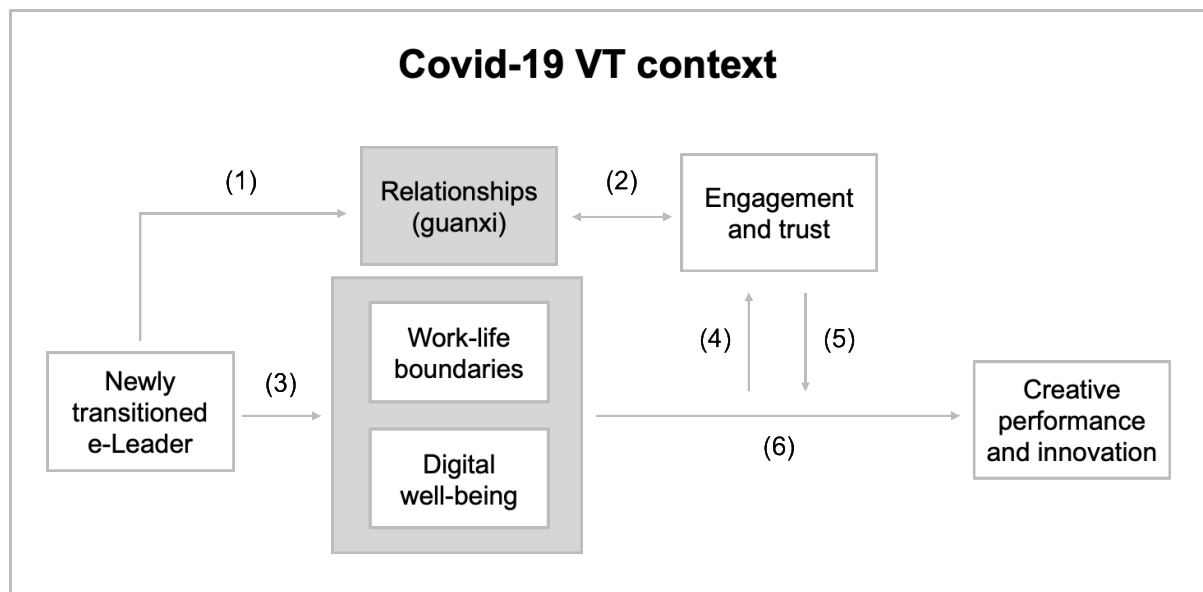 Covid-19 VT context
(1)
Relationships
(guanxi)
(2)
Engagement
and trust
Newly
transitioned
e-Leader
(3)
Work-life
boundaries
Digital
well-being
(4)
(5)
(6)
Creative
performance
and innovation